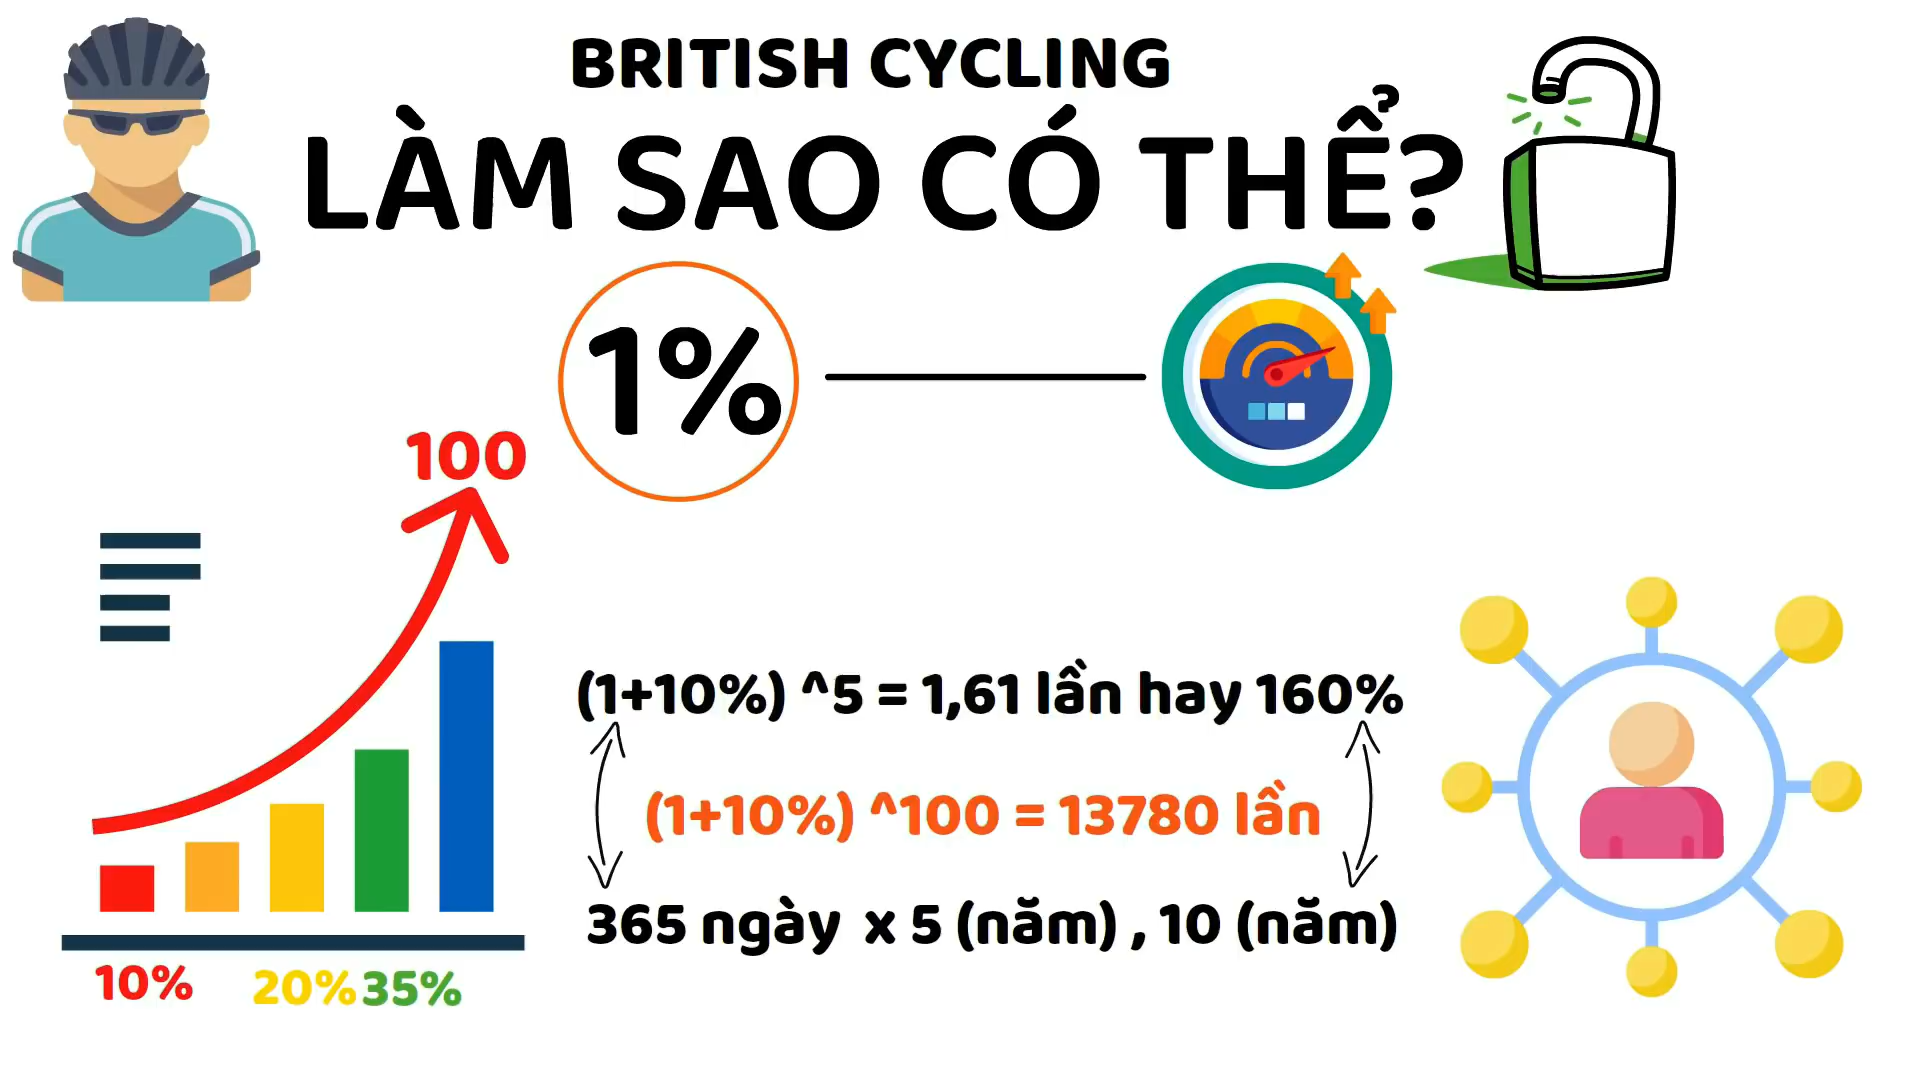 BRITISH CYCLING
LÀM SAO CÓ THỂ?
1%
100
(1+10%) ^5 = 1,61 lần hay 160%
(1+10%) ^100 = 13780 lần
365 ngày x 5 (năm) , 10 (năm)
10% 20% 35%